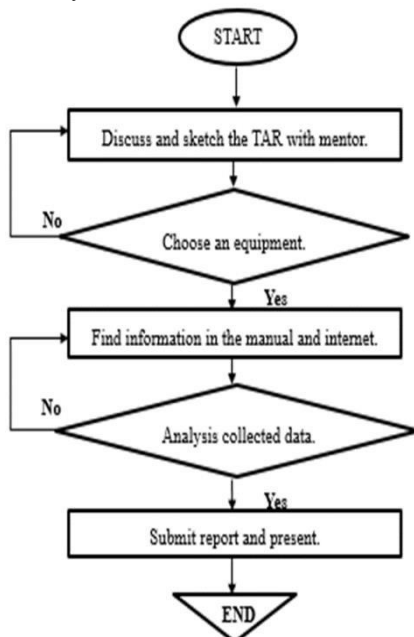 START
Discuss and sketch the TAR with mentor.
No
Choose an equipment.
Yes
Find information in the manual and internet.
No
Analysis collected data.
Yes
Submit report and present.
END